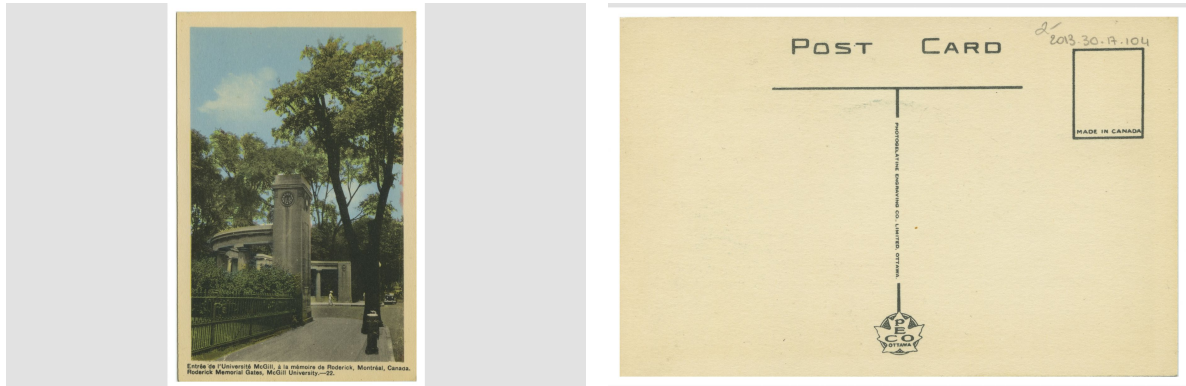 Entrée de l'Université McGill, à la mémoire de Roderick, Montréal, Canada.
Roderick Memorial Gates, McGill University.—22.
POST CARD
2013.30.17.104
MADE IN CANADA
PHOTOGELATINE ENGRAVING CO., LIMITED, OTTAWA.
PECO
OTTAWA